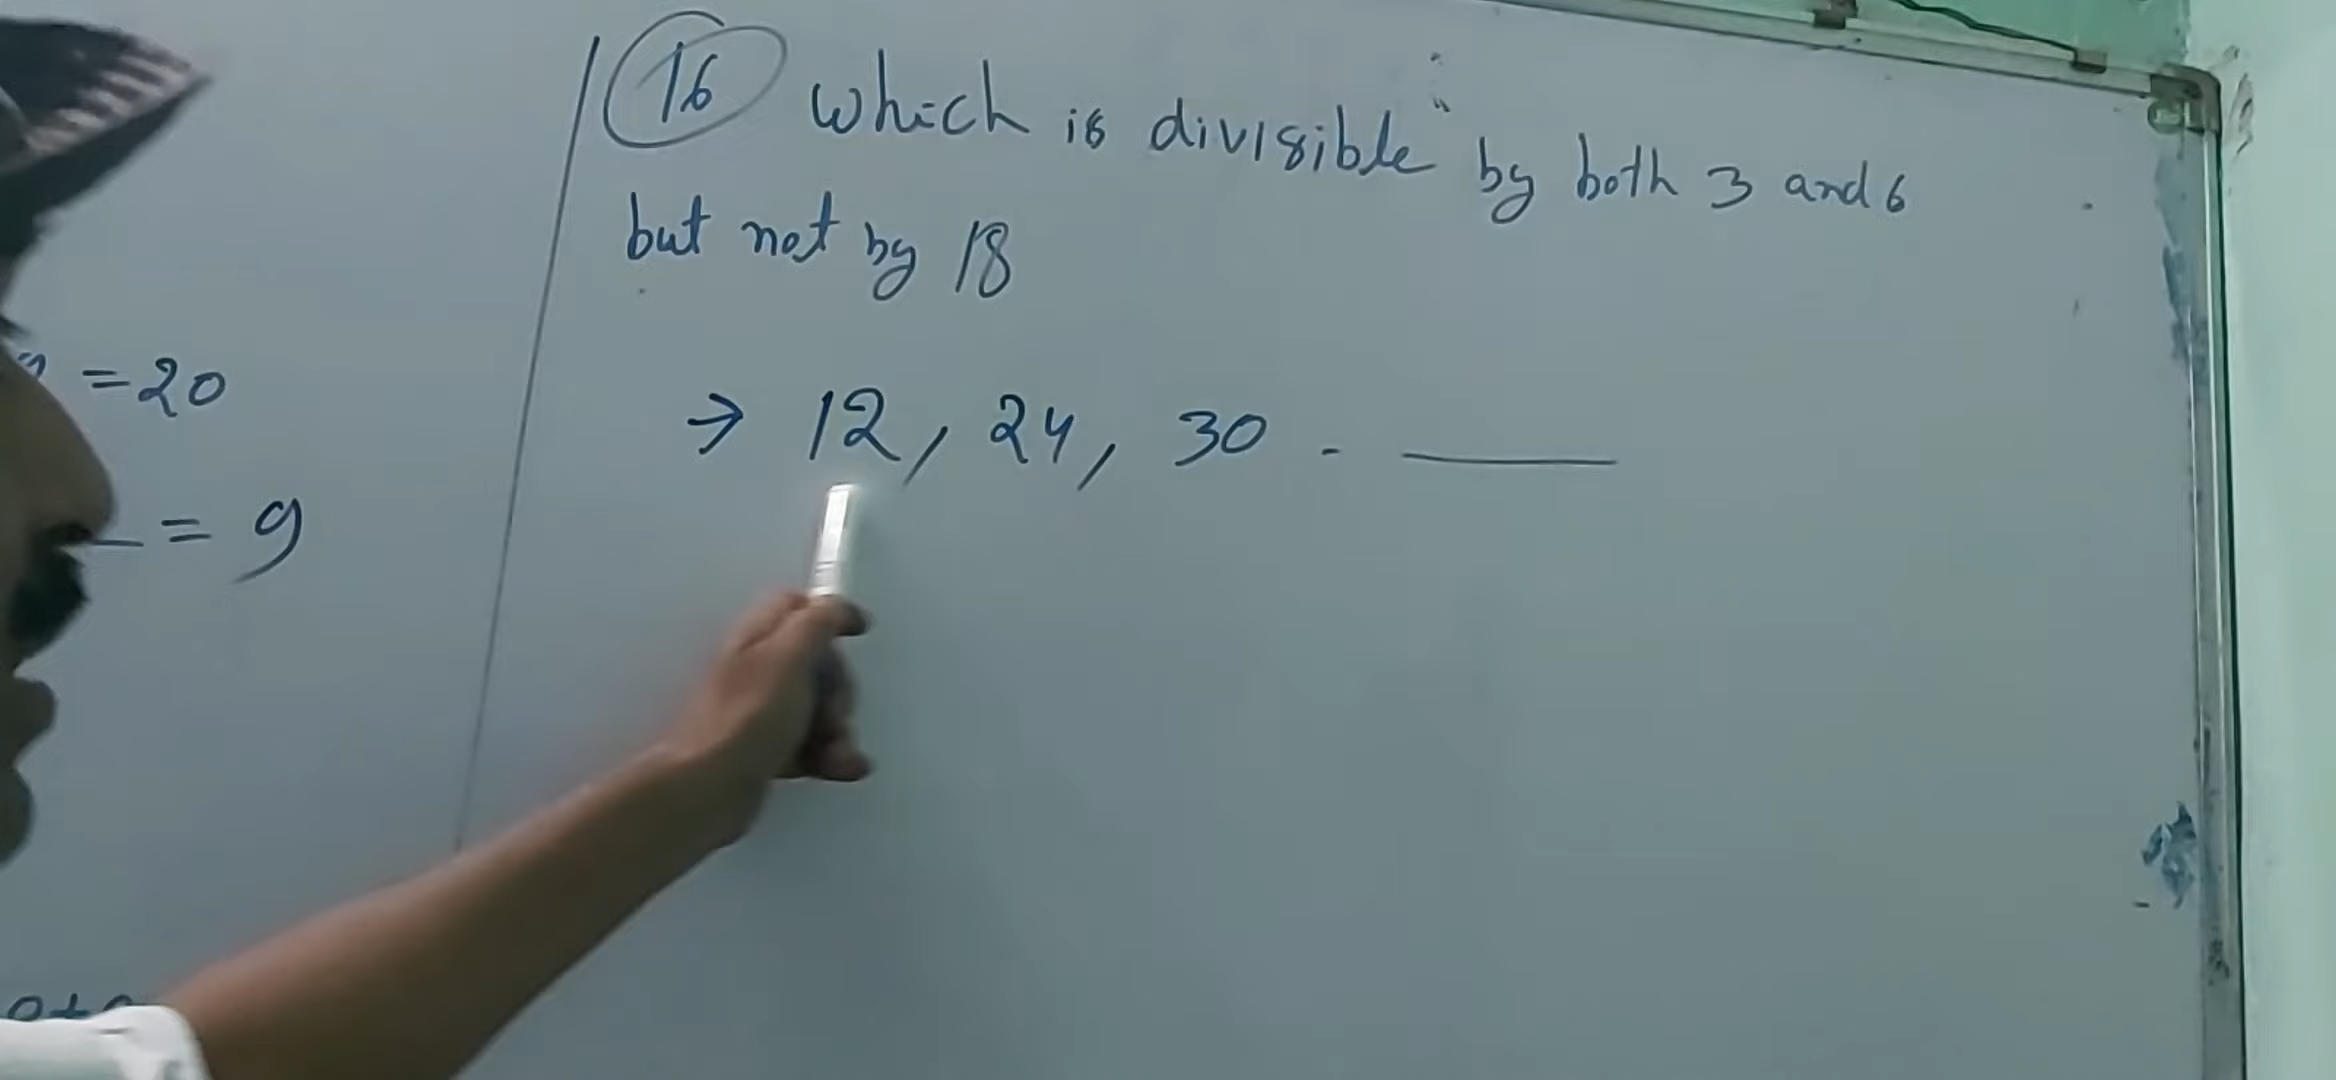 = 20
= 9
16 which is divisible by both 3 and 6
but not by 18
→ 12, 24, 30 - ____